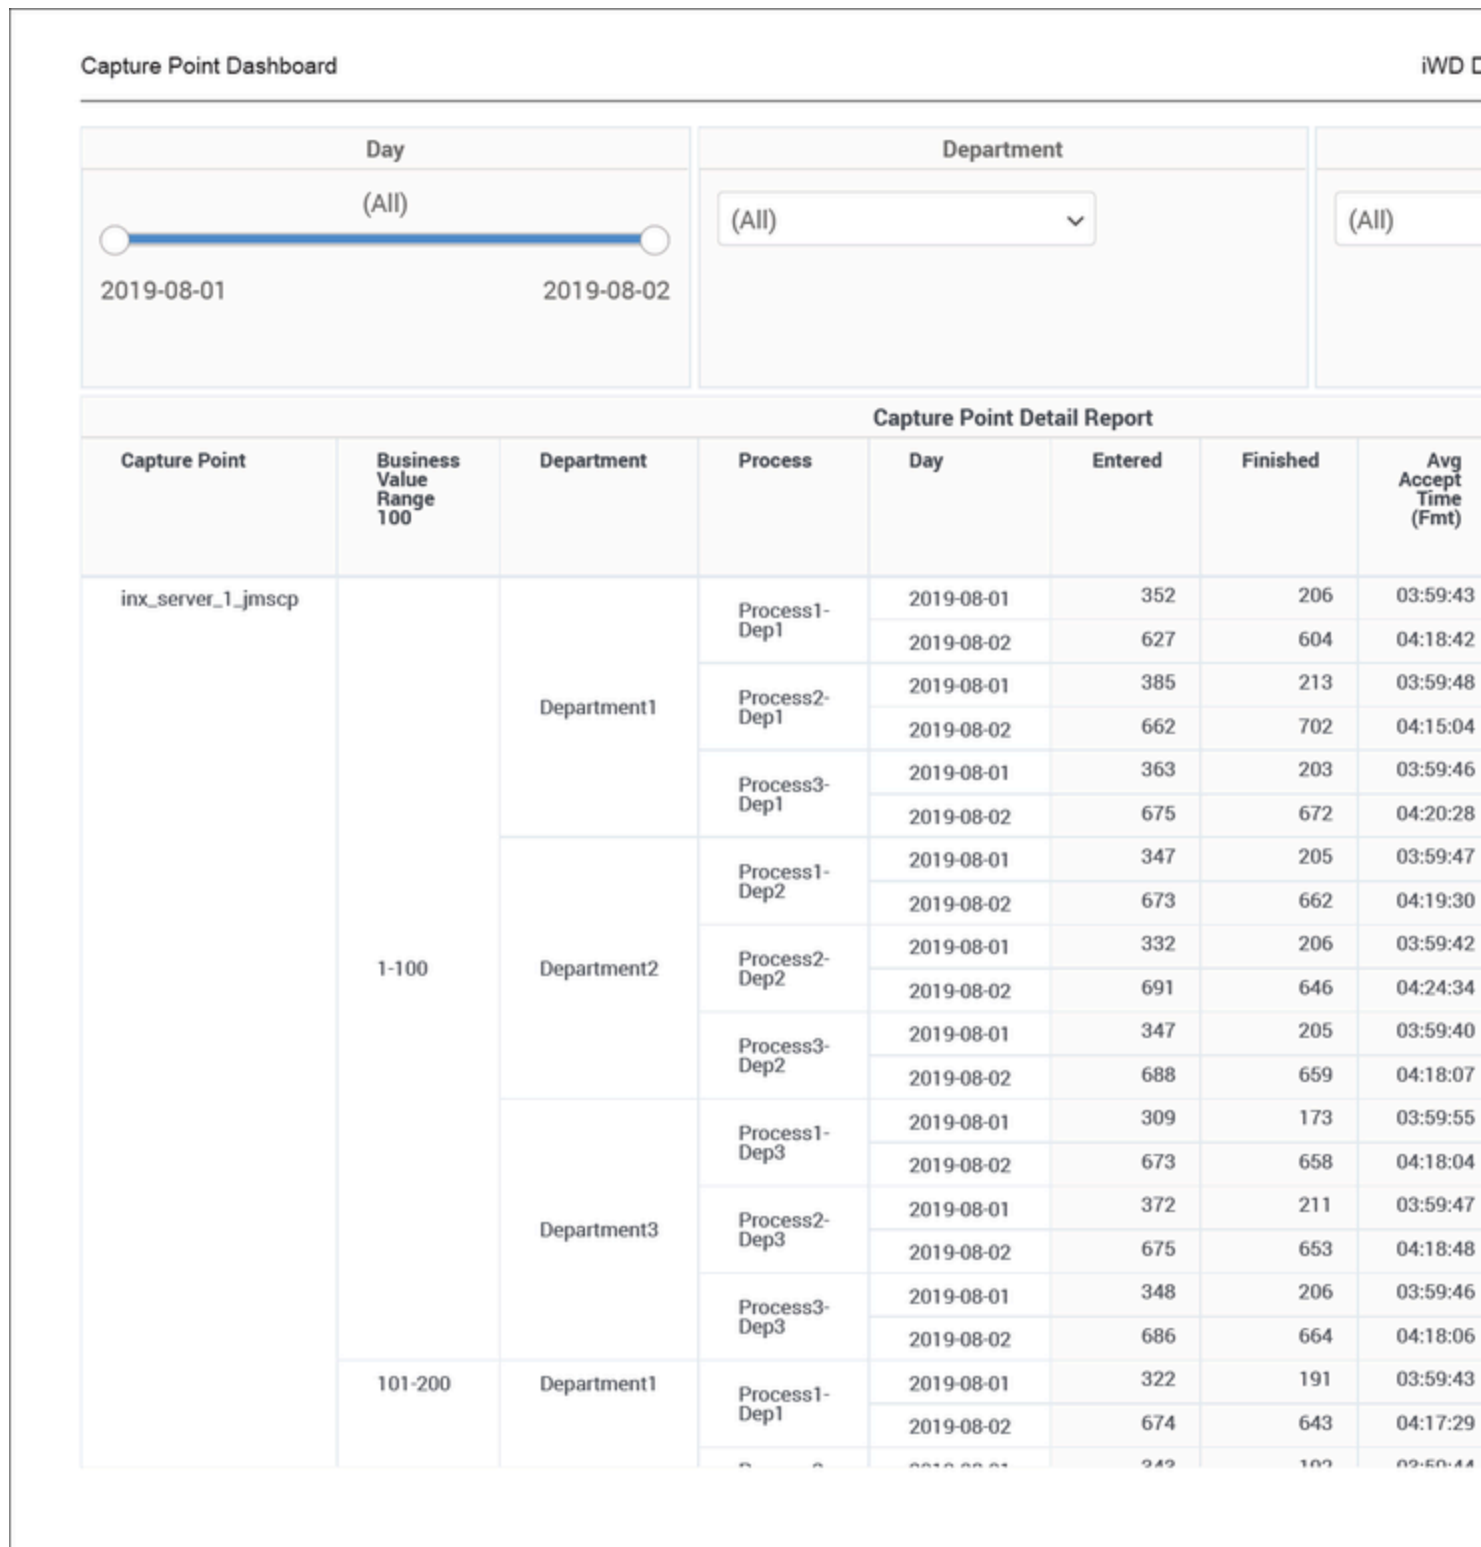 Capture Point Dashboard iWD
Day Department
(All) (All) (All)
2019-08-01 2019-08-02
Capture Point Detail Report
Capture Point Business Value Range 100 Department Process Day Entered Finished Avg Accept Time (Fmt)
inx_server_1_jmscp 1-100 Department1 Process1-Dep1 2019-08-01 352 206 03:59:43
2019-08-02 627 604 04:18:42
Process2-Dep1 2019-08-01 385 213 03:59:48
2019-08-02 662 702 04:15:04
Process3-Dep1 2019-08-01 363 203 03:59:46
2019-08-02 675 672 04:20:28
Department2 Process1-Dep2 2019-08-01 347 205 03:59:47
2019-08-02 673 662 04:19:30
Process2-Dep2 2019-08-01 332 206 03:59:42
2019-08-02 691 646 04:24:34
Process3-Dep2 2019-08-01 347 205 03:59:40
2019-08-02 688 659 04:18:07
Department3 Process1-Dep3 2019-08-01 309 173 03:59:55
2019-08-02 673 658 04:18:04
Process2-Dep3 2019-08-01 372 211 03:59:47
2019-08-02 675 653 04:18:48
Process3-Dep3 2019-08-01 348 206 03:59:46
2019-08-02 686 664 04:18:06
101-200 Department1 Process1-Dep1 2019-08-01 322 191 03:59:43
2019-08-02 674 643 04:17:29